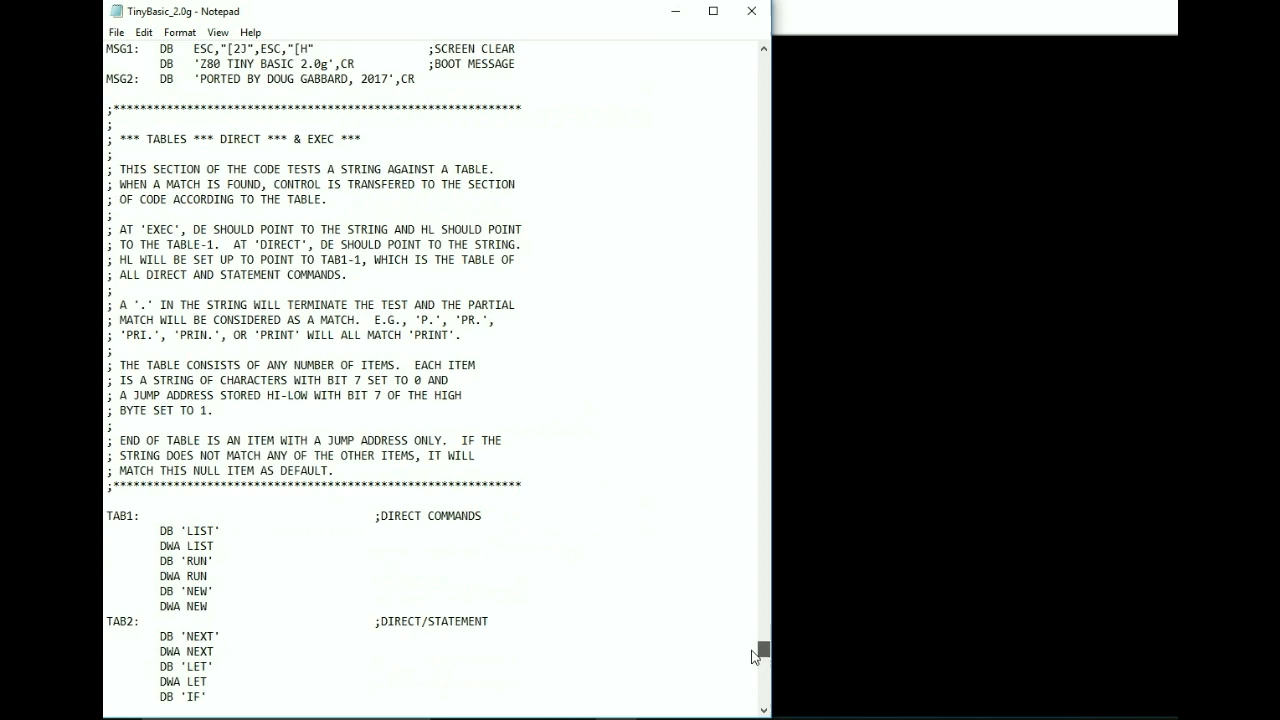 TinyBasic_2.0g - Notepad
File Edit Format View Help
MSG1: DB ESC,"[2J",ESC,"[H" ;SCREEN CLEAR
DB 'Z80 TINY BASIC 2.0g',CR ;BOOT MESSAGE
MSG2: DB 'PORTED BY DOUG GABBARD, 2017',CR
;*************************************************************
;
; *** TABLES *** DIRECT *** & EXEC ***
;
; THIS SECTION OF THE CODE TESTS A STRING AGAINST A TABLE.
; WHEN A MATCH IS FOUND, CONTROL IS TRANSFERED TO THE SECTION
; OF CODE ACCORDING TO THE TABLE.
;
; AT 'EXEC', DE SHOULD POINT TO THE STRING AND HL SHOULD POINT
; TO THE TABLE-1. AT 'DIRECT', DE SHOULD POINT TO THE STRING.
; HL WILL BE SET UP TO POINT TO TAB1-1, WHICH IS THE TABLE OF
; ALL DIRECT AND STATEMENT COMMANDS.
;
; A '.' IN THE STRING WILL TERMINATE THE TEST AND THE PARTIAL
; MATCH WILL BE CONSIDERED AS A MATCH. E.G., 'P.', 'PR.',
; 'PRI.', 'PRIN.', OR 'PRINT' WILL ALL MATCH 'PRINT'.
;
; THE TABLE CONSISTS OF ANY NUMBER OF ITEMS. EACH ITEM
; IS A STRING OF CHARACTERS WITH BIT 7 SET TO 0 AND
; A JUMP ADDRESS STORED HI-LOW WITH BIT 7 OF THE HIGH
; BYTE SET TO 1.
;
; END OF TABLE IS AN ITEM WITH A JUMP ADDRESS ONLY. IF THE
; STRING DOES NOT MATCH ANY OF THE OTHER ITEMS, IT WILL
; MATCH THIS NULL ITEM AS DEFAULT.
;*************************************************************
TAB1: ;DIRECT COMMANDS
DB 'LIST'
DWA LIST
DB 'RUN'
DWA RUN
DB 'NEW'
DWA NEW
TAB2: ;DIRECT/STATEMENT
DB 'NEXT'
DWA NEXT
DB 'LET'
DWA LET
DB 'IF'